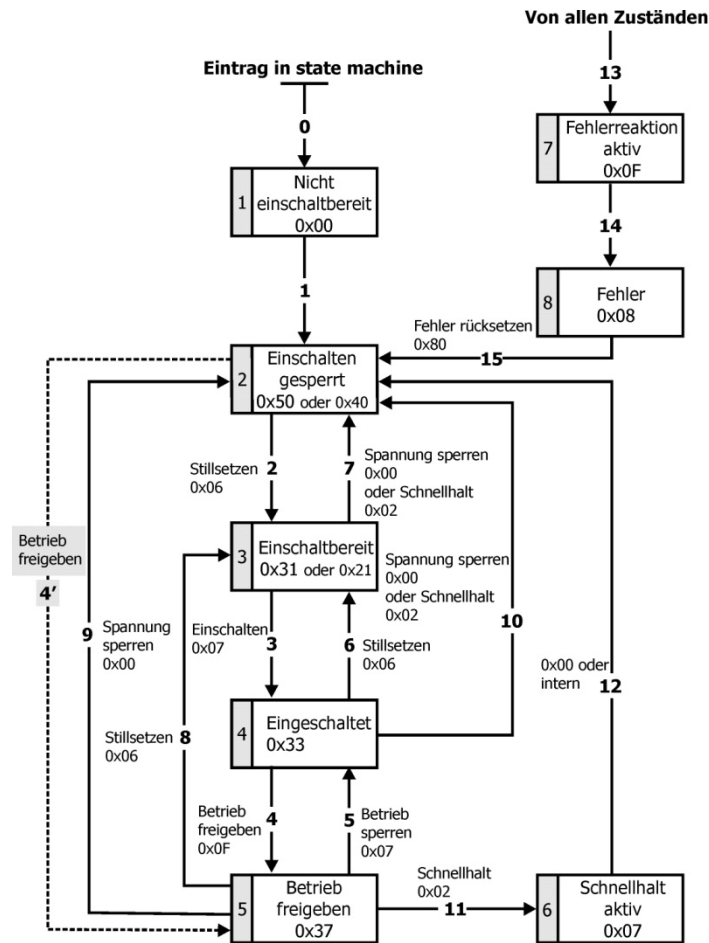 Von allen Zuständen
Eintrag in state machine
13
0
7
Fehlerreaktion
aktiv
0x0F
1
Nicht
einschaltbereit
0x00
14
1
8
Fehler
0x08
Fehler rücksetzen
0x80
15
2
Einschalten
gesperrt
0x50 oder 0x40
Stillsetzen
0x06
2
7
Spannung sperren
0x00
oder Schnellhalt
0x02
Betrieb
freigeben
4’
3
Einschaltbereit
0x31 oder 0x21
Spannung sperren
0x00
oder Schnellhalt
0x02
10
9
Spannung
sperren
0x00
Einschalten
0x07
3
6
Stillsetzen
0x06
0x00 oder
intern
12
Stillsetzen
0x06
8
4
Eingeschaltet
0x33
Betrieb
freigeben
0x0F
4
5
Betrieb
sperren
0x07
Schnellhalt
0x02
11
5
Betrieb
freigeben
0x37
6
Schnellhalt
aktiv
0x07